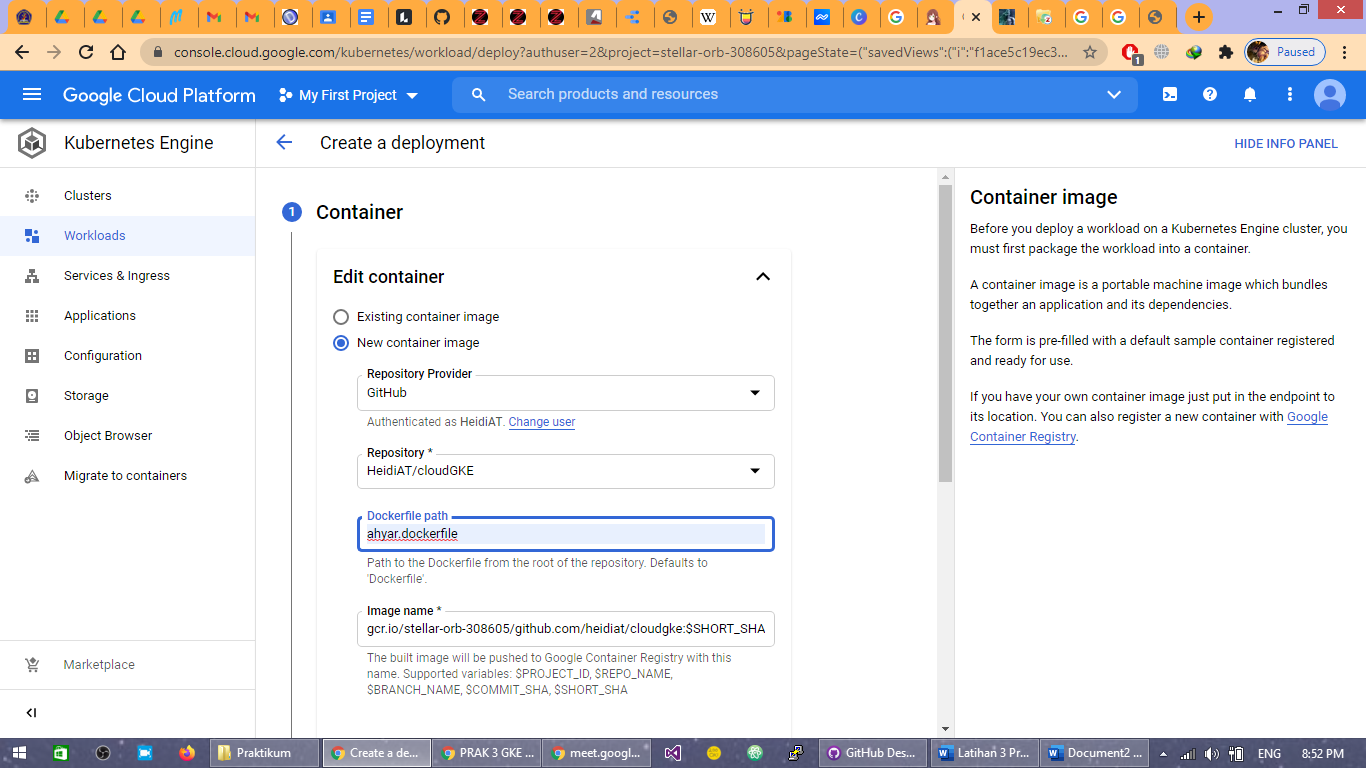 Paused
console.cloud.google.com/kubernetes/workload/deploy?authuser=2&project=stellar-orb-308605&pageState=("savedViews":("i":"f1ace5c19ec3...
1
Google Cloud Platform
My First Project
Search products and resources
Kubernetes Engine
Create a deployment
HIDE INFO PANEL
Clusters
Workloads
Services & Ingress
Applications
Configuration
Storage
Object Browser
Migrate to containers
Marketplace
1
Container
Edit container
Existing container image
New container image
Repository Provider
GitHub
Authenticated as HeidiAT. Change user
Repository *
HeidiAT/cloudGKE
Dockerfile path
ahyar.dockerfile
Path to the Dockerfile from the root of the repository. Defaults to
'Dockerfile'.
Image name *
gcr.io/stellar-orb-308605/github.com/heidiat/cloudgke:$SHORT_SHA
The built image will be pushed to Google Container Registry with this
name. Supported variables: $PROJECT_ID, $REPO_NAME,
$BRANCH_NAME, $COMMIT_SHA, $SHORT_SHA
Container image
Before you deploy a workload on a Kubernetes Engine cluster, you
must first package the workload into a container.
A container image is a portable machine image which bundles
together an application and its dependencies.
The form is pre-filled with a default sample container registered
and ready for use.
If you have your own container image just put in the endpoint to
its location. You can also register a new container with Google
Container Registry.
Praktikum
Create a de...
PRAK 3 GKE ...
meet.googl...
GitHub Des...
Latihan 3 Pr...
Document2 ...
ENG
8:52 PM